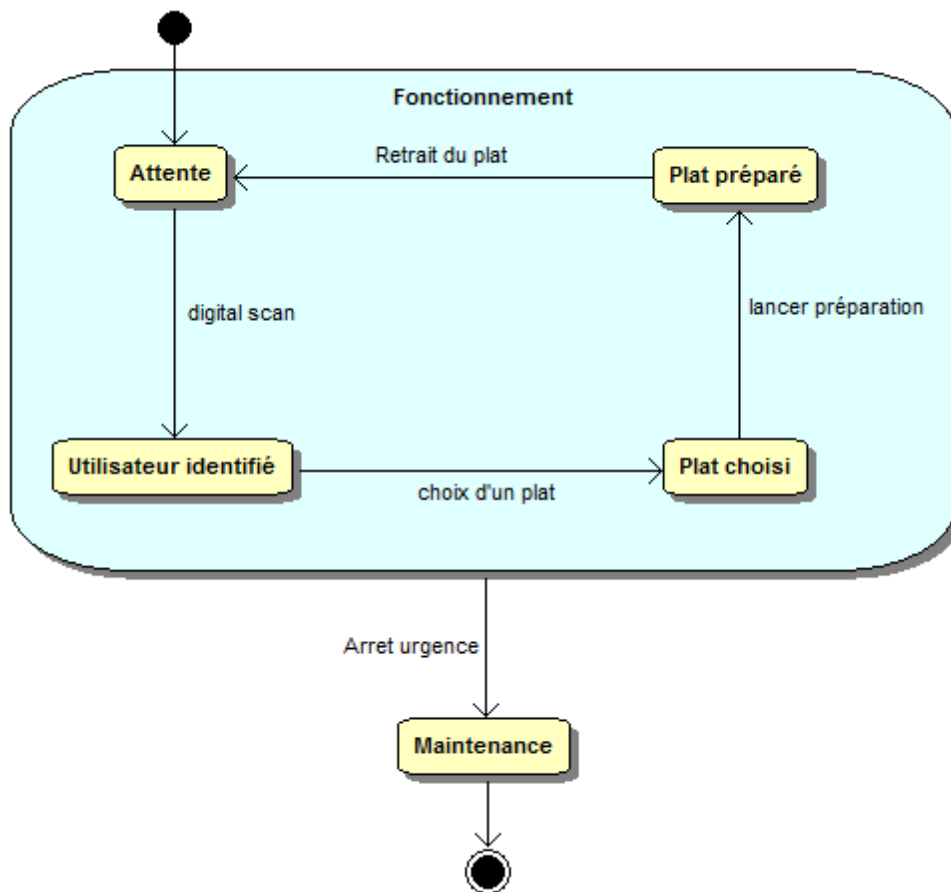 Fonctionnement
Retrait du plat
Attente
Plat préparé
digital scan
lancer préparation
Utilisateur identifié
Plat choisi
choix d'un plat
Arret urgence
Maintenance